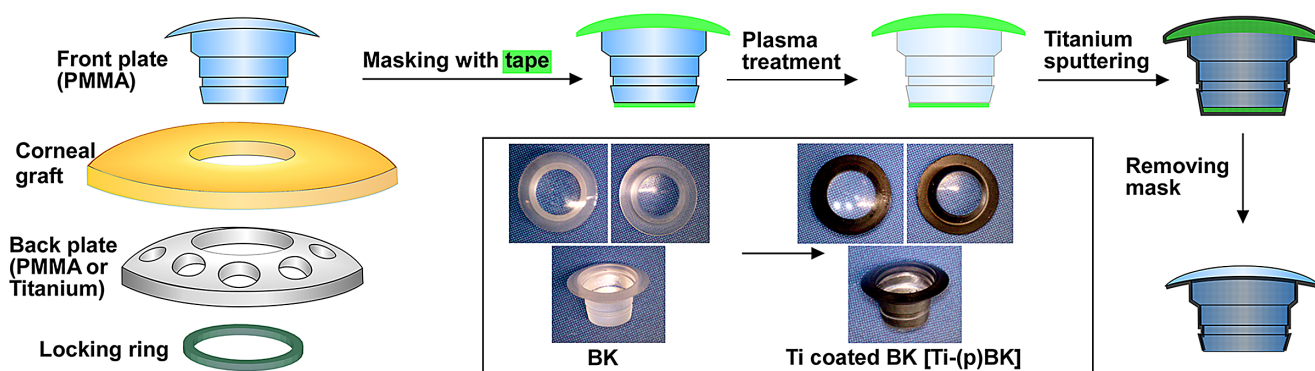 Front plate
(PMMA)
Masking with tape
Plasma
treatment
Titanium
sputtering
Corneal
graft
Removing
mask
Back plate
(PMMA or
Titanium)
Locking ring
BK
Ti coated BK [Ti-(p)BK]